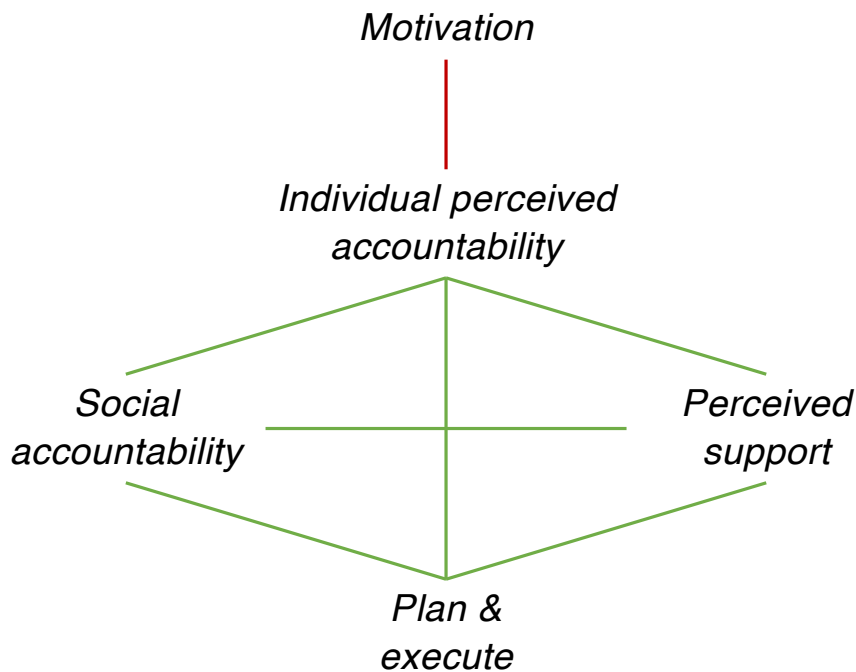 Motivation
Individual perceived
accountability
Social
accountability
Perceived
support
Plan &
execute